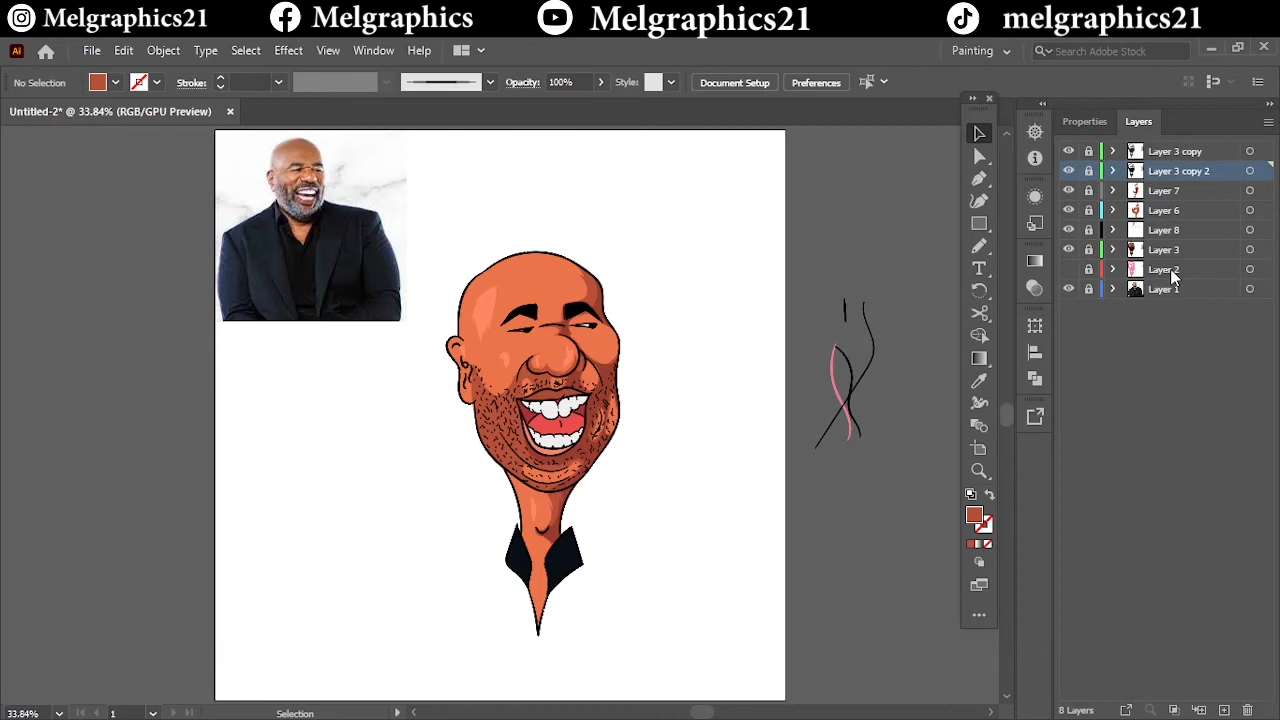 Melgraphics21
Melgraphics
Melgraphics21
melgraphics21
Ai
File Edit Object Type Select Effect View Window Help
Painting
Search Adobe Stock
No Selection
Stroke:
Opacity: 100%
Style:
Document Setup
Preferences
Untitled-2* @ 33.84% (RGB/GPU Preview)
Properties
Layers
Layer 3 copy
Layer 3 copy 2
Layer 7
Layer 6
Layer 8
Layer 3
Layer 2
Layer
33.84%
1
Selection
8 Layers